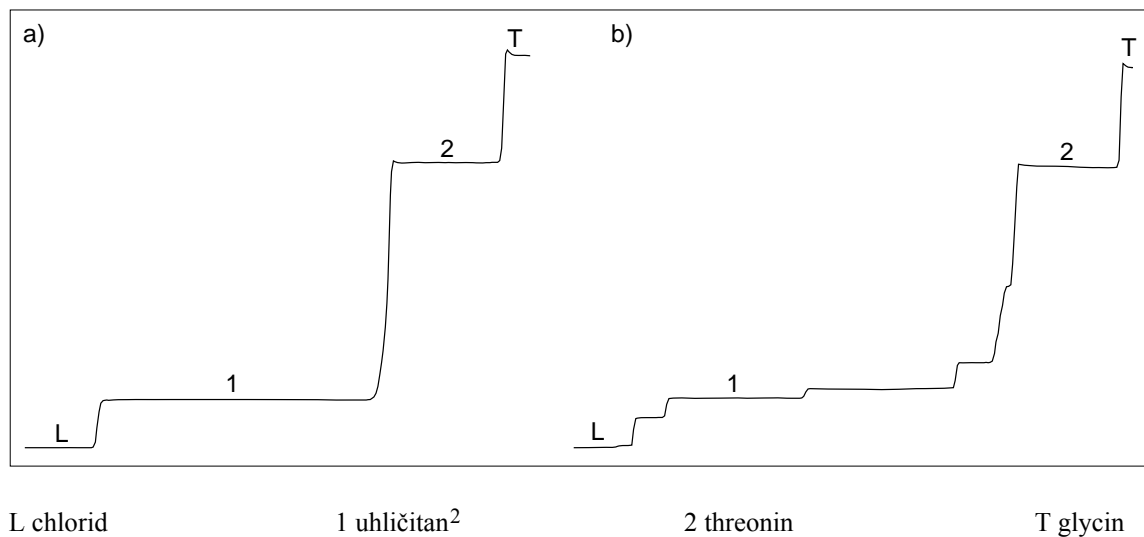 a) T b) T
2 2
1 1
L L
L chlorid 1 uhličitan2 2 threonin T glycin